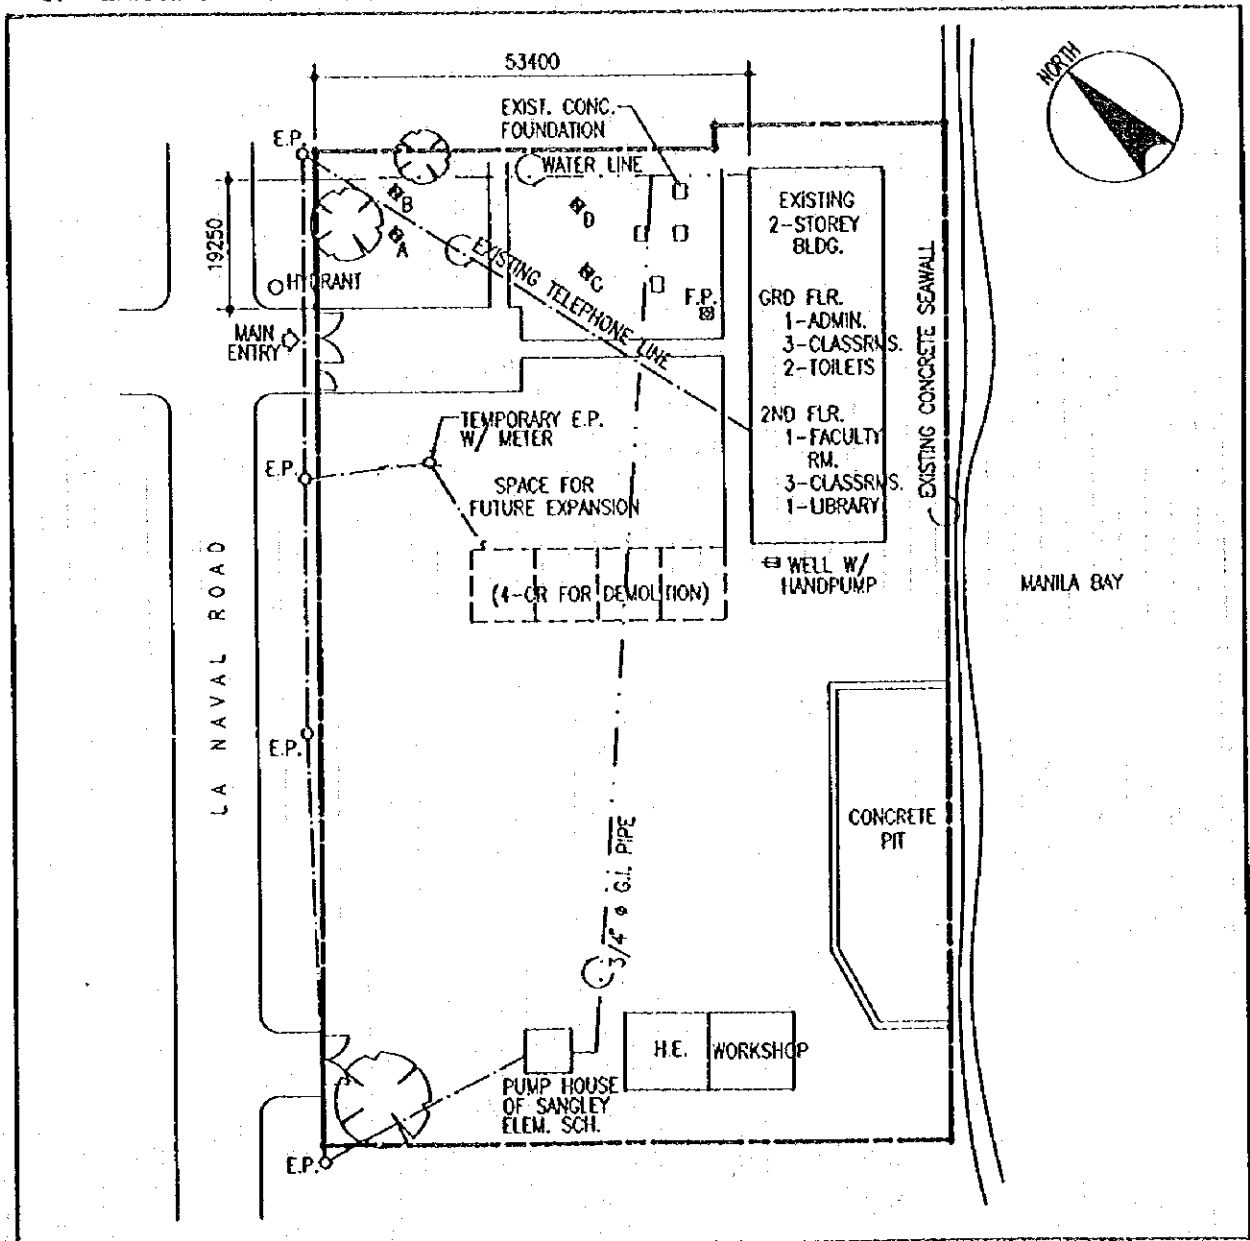 53400
NORTH
EXIST. CONC.
FOUNDATION
E.P.
WATER LINE
B
D
A
C
19250
EXISTING
2-STOREY
BLDG.
HYDRANT
EXISTING TELEPHONE LINE
F.P.
GRD FLR.
1-ADMIN.
3-CLASSRMS.
2-TOILETS
MAIN
ENTRY
EXISTING CONCRETE SEAWALL
2ND FLR.
1-FACULTY
RM.
3-CLASSRMS.
1-LIBRARY
TEMPORARY E.P.
W/ METER
E.P.
SPACE FOR
FUTURE EXPANSION
WELL W/
HANDPUMP
(4-CR FOR DEMOLITION)
MANILA BAY
LA NAVAL ROAD
E.P.
CONCRETE
PIT
3/4" ø G.I. PIPE
H.E.
WORKSHOP
PUMP HOUSE
OF SANGLEY
ELEM. SCH.
E.P.